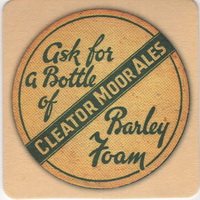 Ask for
a Bottle
of
CLEATOR MOOR ALES
Barley
Foam